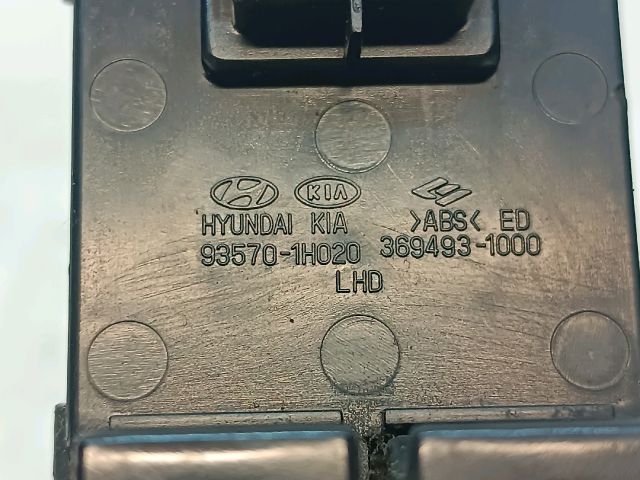 KIA
HYUNDAI KIA >ABS< ED
93570-1H020 369493-1000
LHD